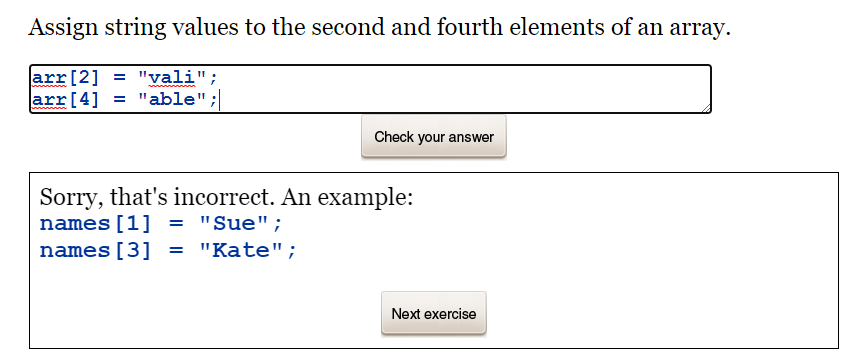 Assign string values to the second and fourth elements of an array.
arr[2] = "vali";
arr[4] = "able";
Check your answer
Sorry, that's incorrect. An example:
names[1] = "Sue";
names[3] = "Kate";
Next exercise